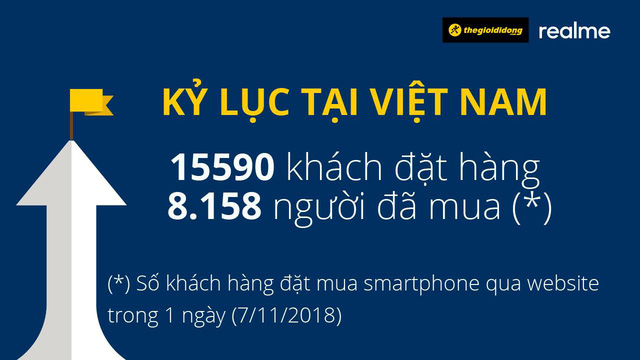 thegioididong
.com
realme
KỶ LỤC TẠI VIỆT NAM
15590 khách đặt hàng
8.158 người đã mua (*)
(*) Số khách hàng đặt mua smartphone qua website
trong 1 ngày (7/11/2018)